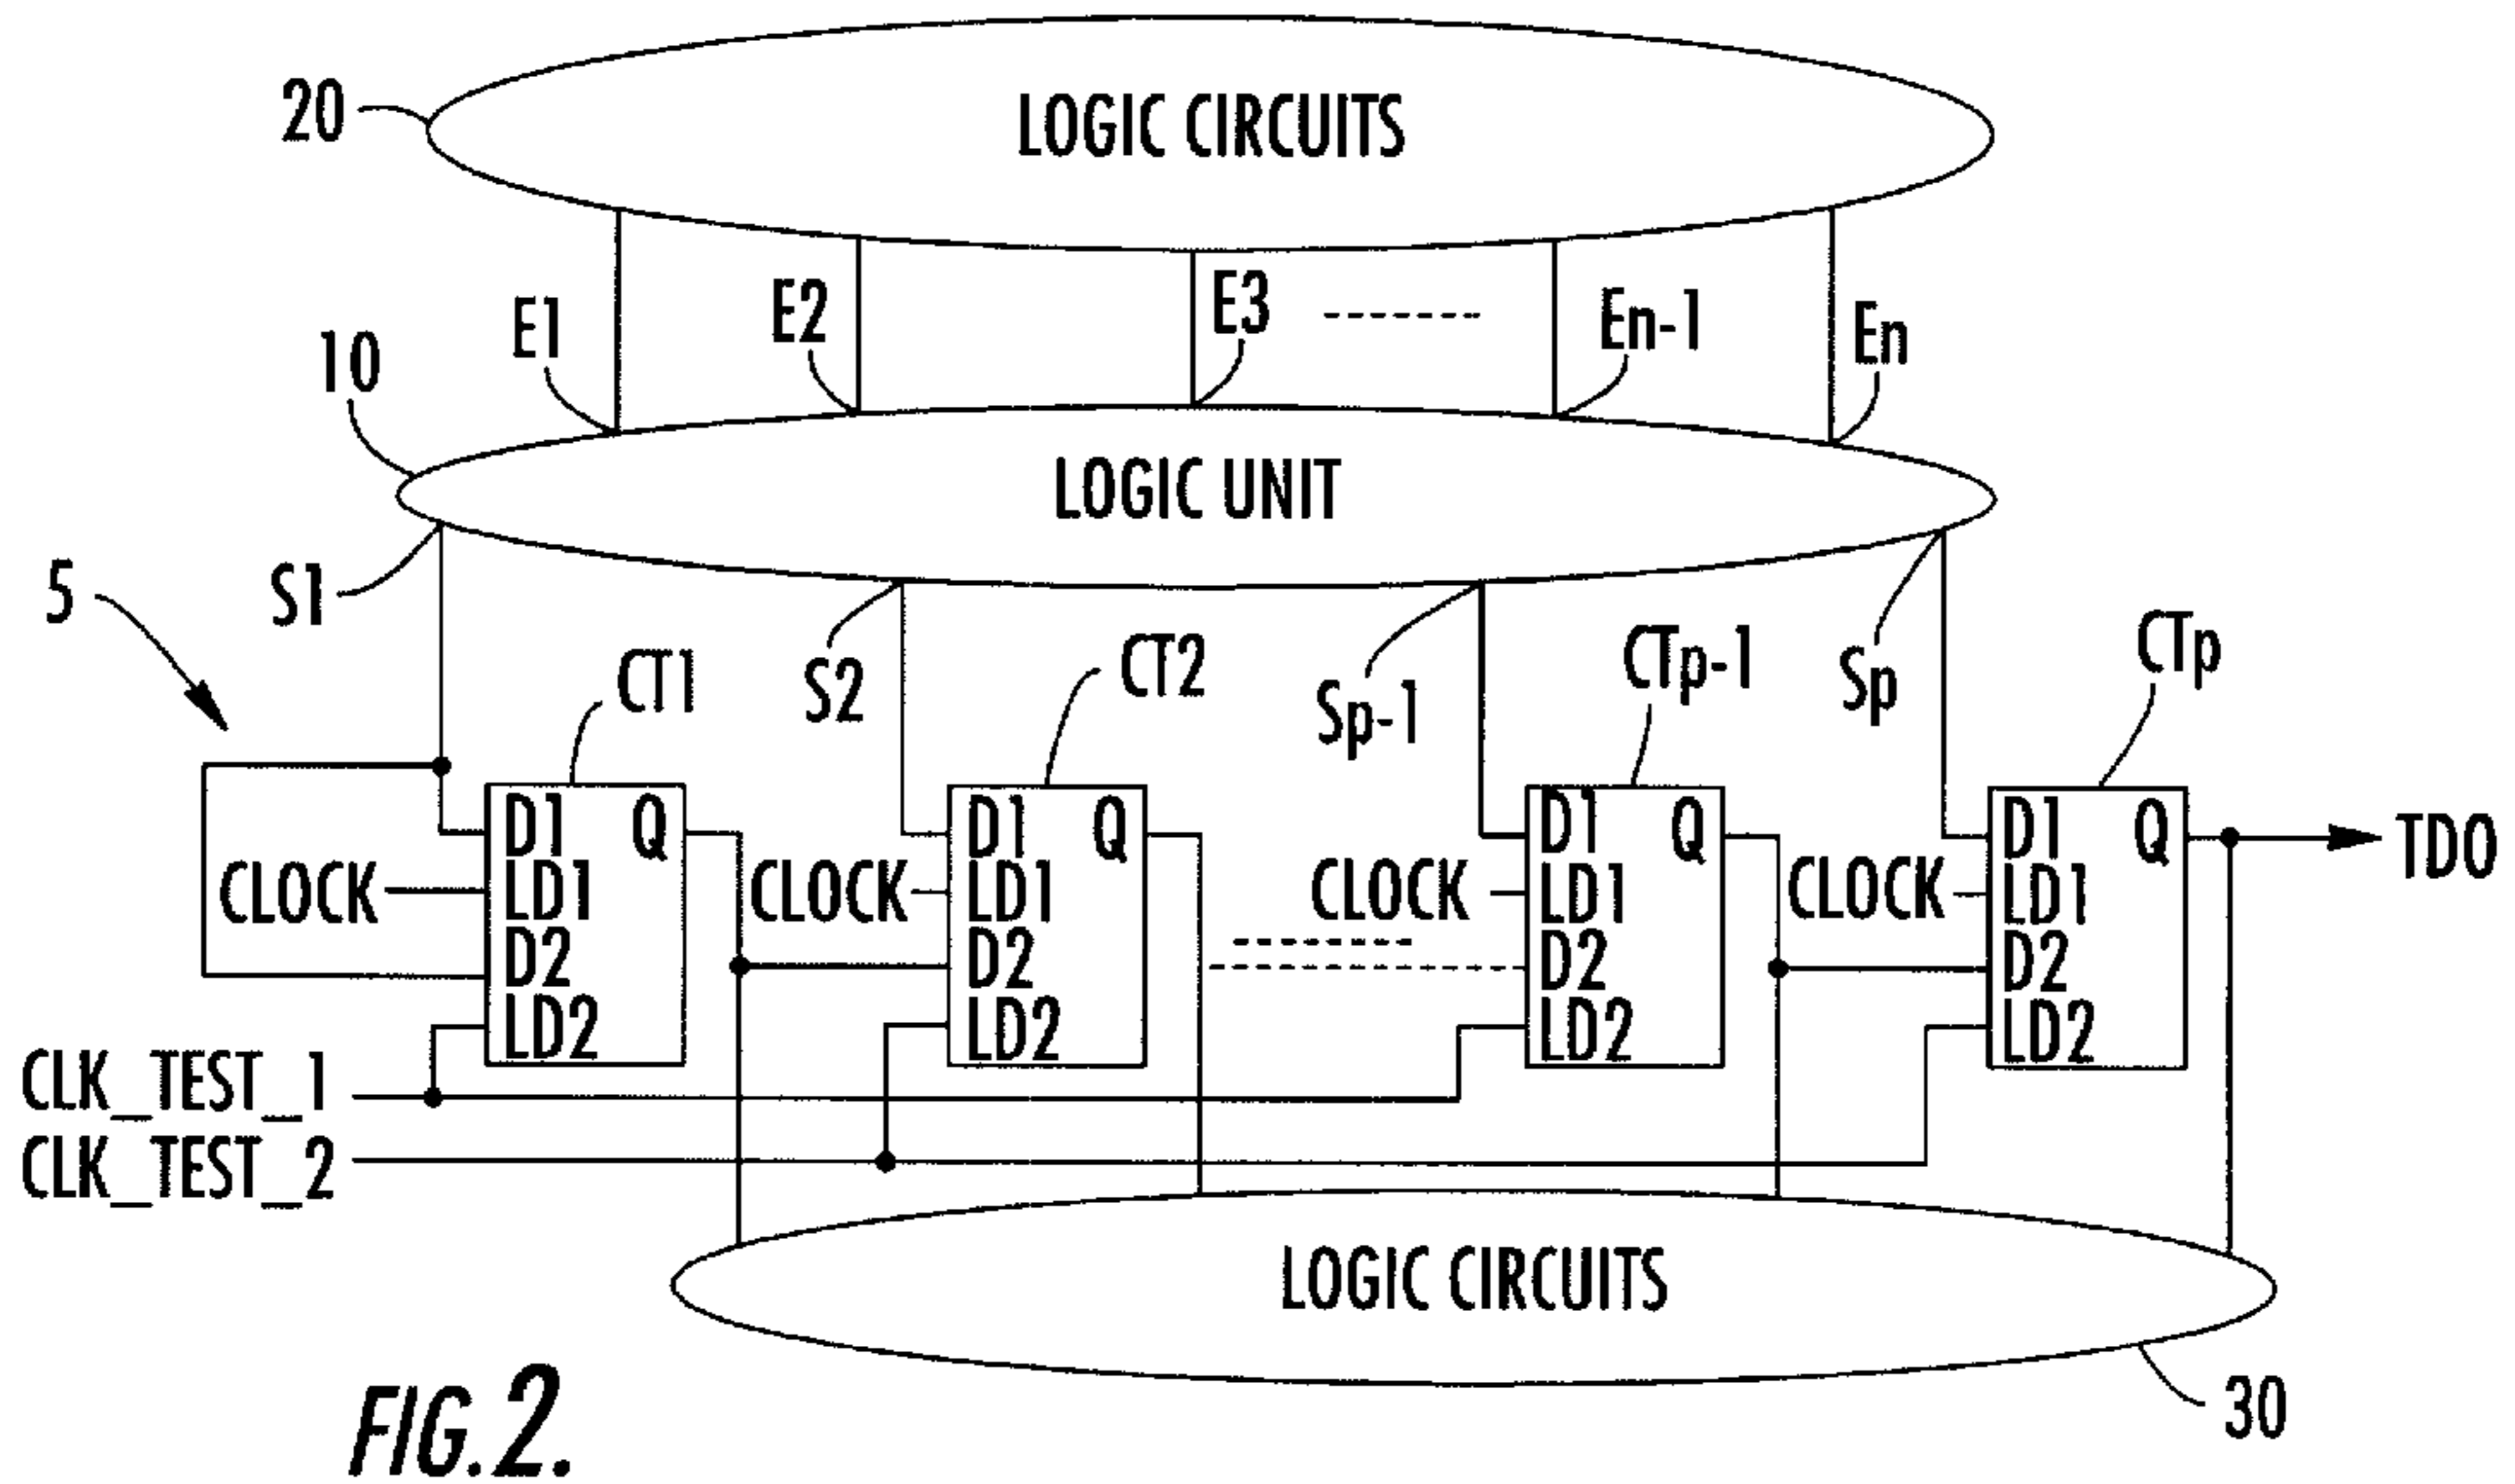 20
LOGIC CIRCUITS
E1
E2
E3
En-1
En
10
LOGIC UNIT
5
S1
CT1
S2
CT2
Sp-1
CTp-1
Sp
CTp
D1 Q
LD1
D2
LD2
CLOCK
D1 Q
LD1
D2
LD2
CLOCK
D1 Q
LD1
D2
LD2
CLOCK
D1 Q
LD1
D2
LD2
CLOCK
TDO
CLK_TEST_1
CLK_TEST_2
LOGIC CIRCUITS
30
FIG.2.